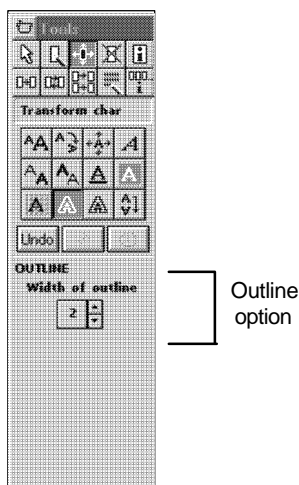 Tools
Transform char
Undo
OUTLINE
Width of outline
2
Outline
option